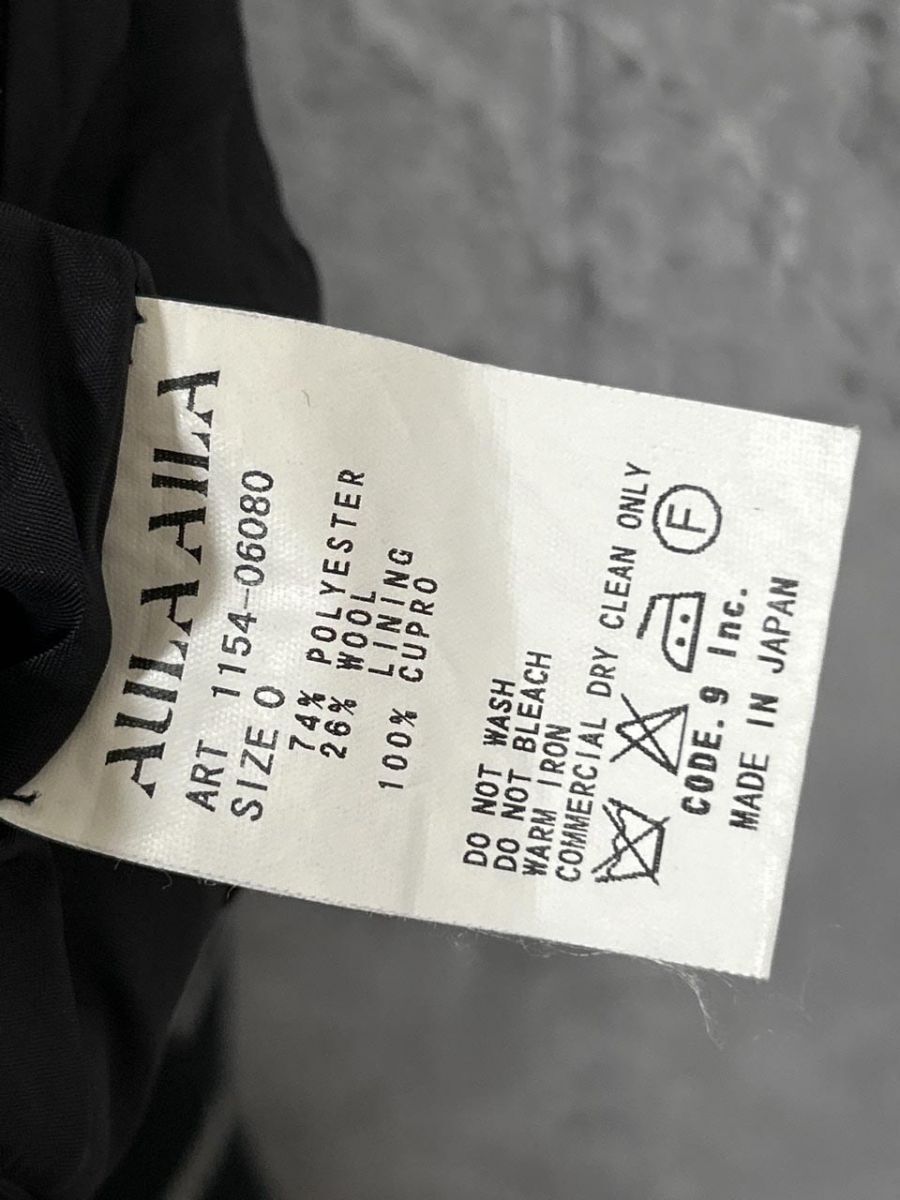 AULA AILA
ART 1154-06080
SIZE 0
74% POLYESTER
26% WOOL
LINING
100% CUPRO
DO NOT WASH
DO NOT BLEACH
WARM IRON
COMMERCIAL DRY CLEAN ONLY
F
CODE.9 Inc.
MADE IN JAPAN